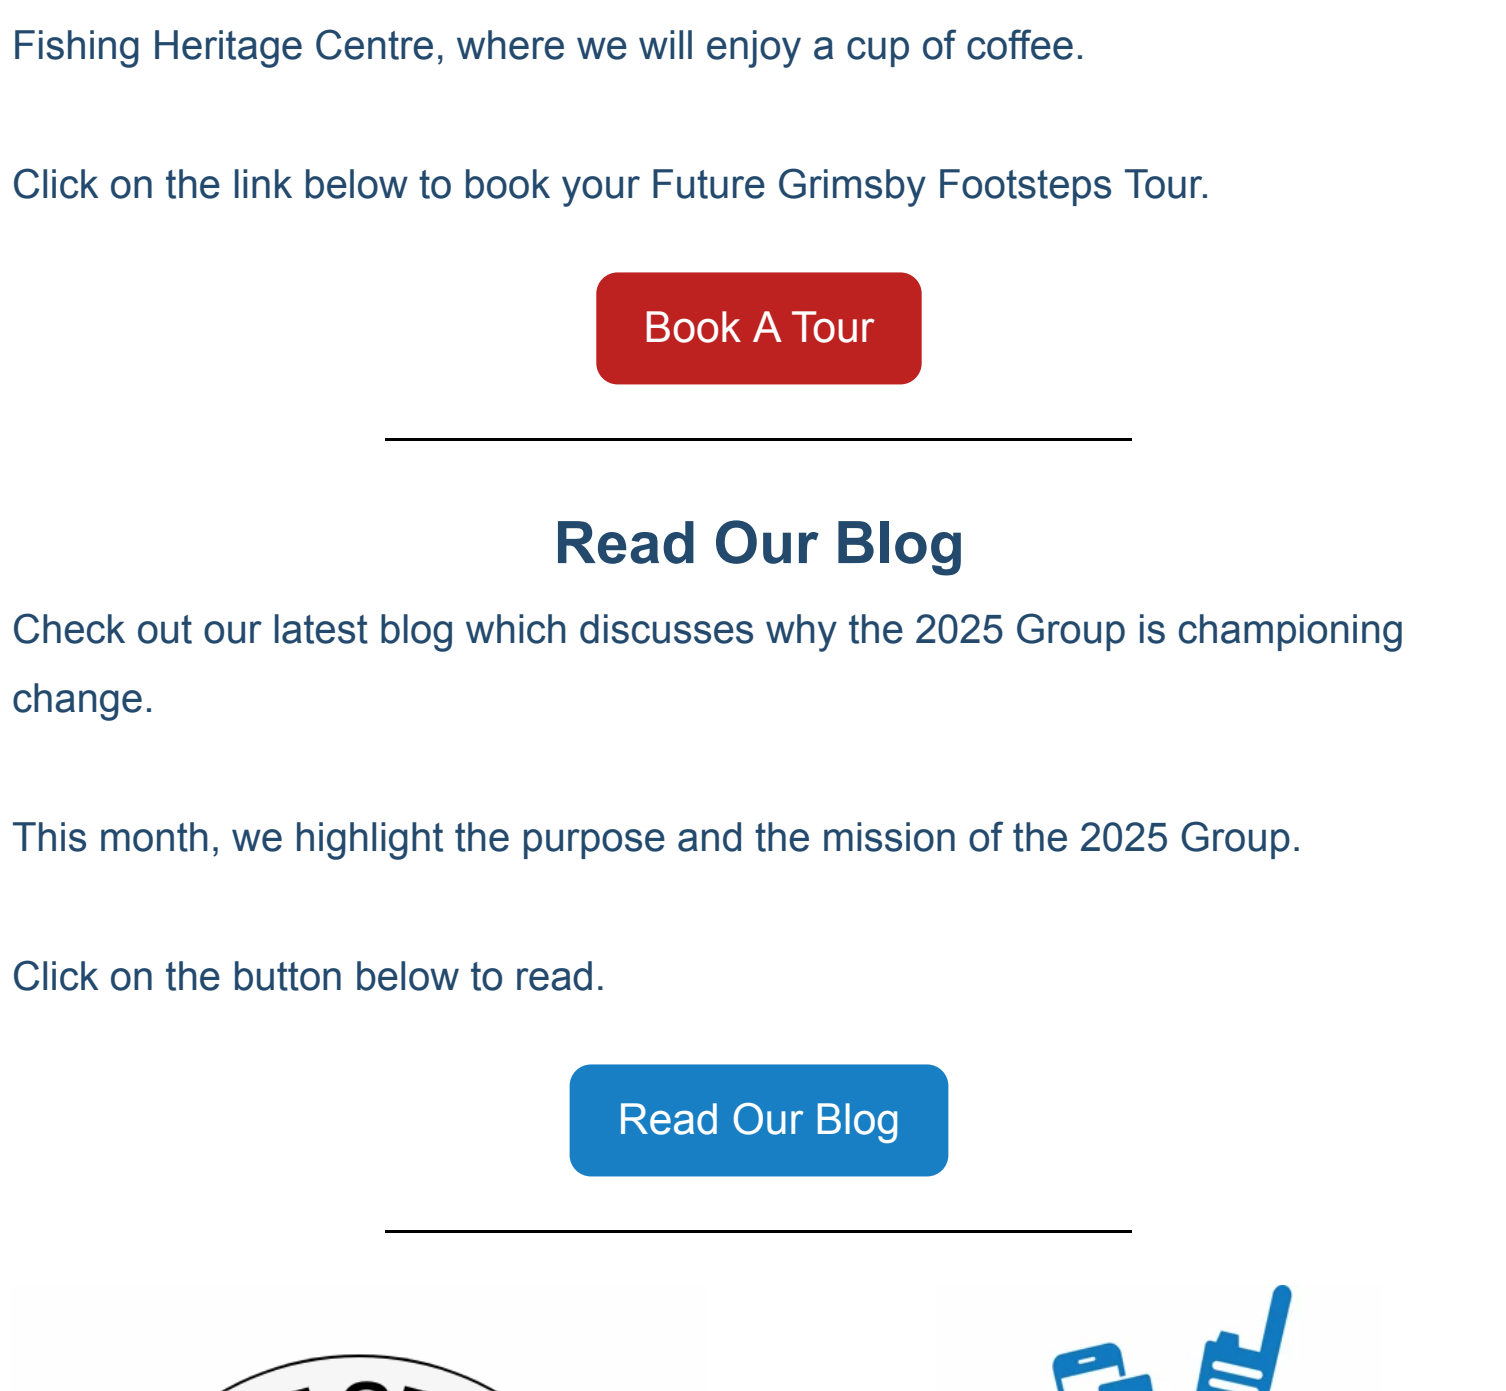 Fishing Heritage Centre, where we will enjoy a cup of coffee.
Click on the link below to book your Future Grimsby Footsteps Tour.
Book A Tour
Read Our Blog
Check out our latest blog which discusses why the 2025 Group is championing
change.
This month, we highlight the purpose and the mission of the 2025 Group.
Click on the button below to read.
Read Our Blog